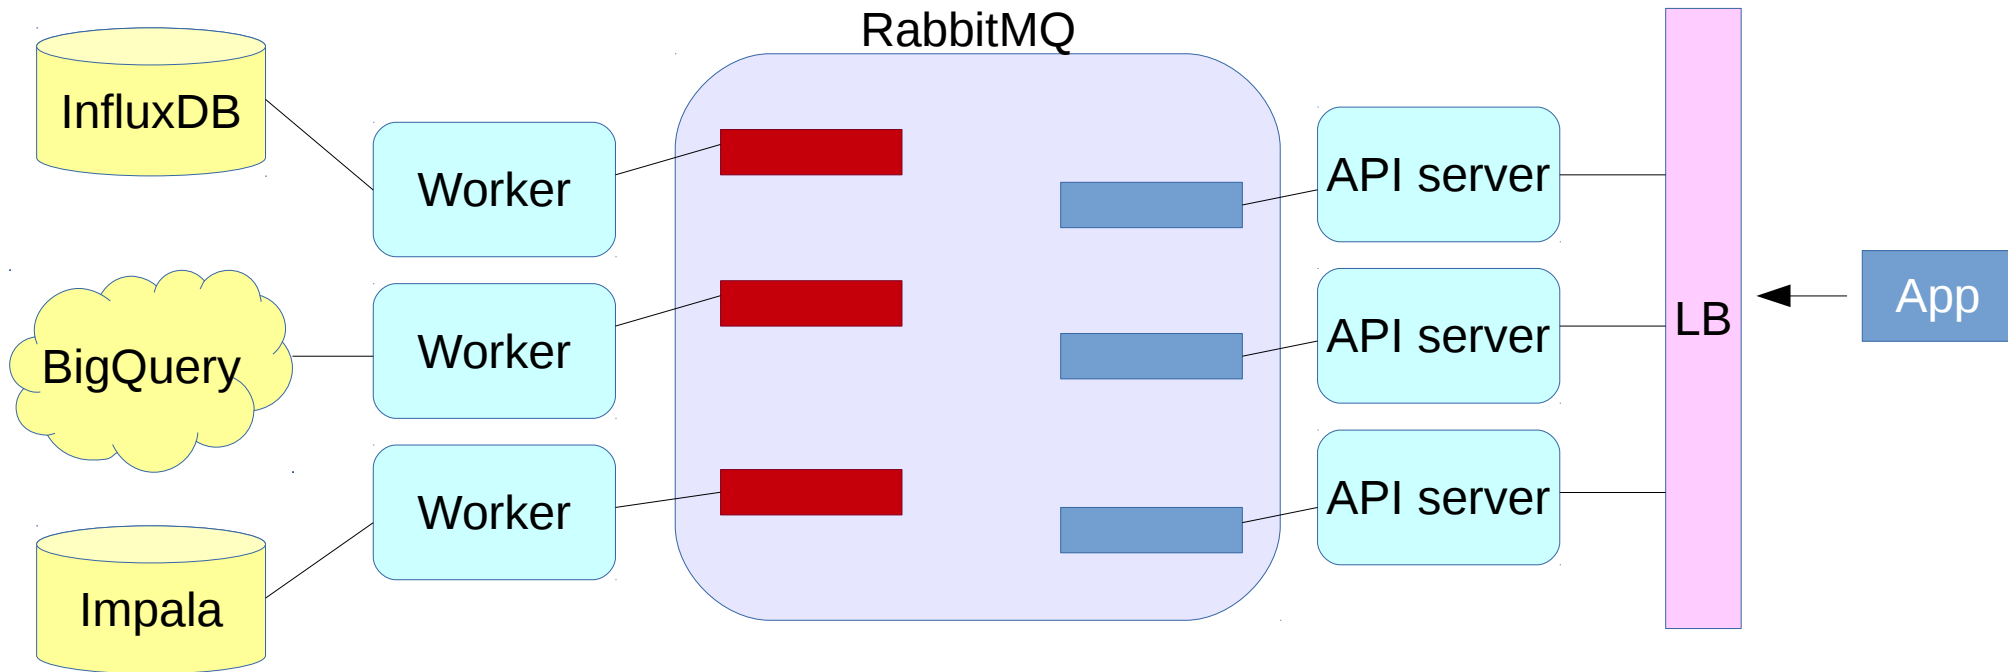 RabbitMQ
InfluxDB
Worker
API server
BigQuery
Worker
API server
LB
App
Impala
Worker
API server